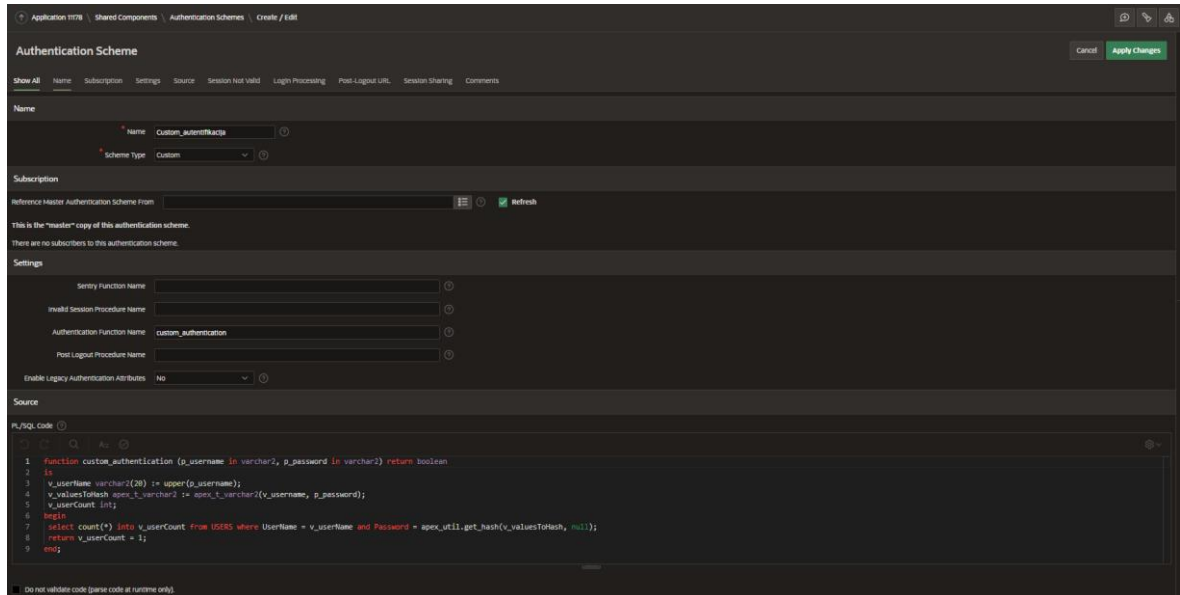 Application 11178 \ Shared Components \ Authentication Schemes \ Create / Edit
Authentication Scheme
Cancel Apply Changes
Show All Name Subscription Settings Source Session Not Valid Login Processing Post-Logout URL Session Sharing Comments
Name
* Name Custom_autentifikacija
* Scheme Type Custom
Subscription
Reference Master Authentication Scheme From Refresh
This is the "master" copy of this authentication scheme.
There are no subscribers to this authentication scheme.
Settings
Sentry Function Name
Invalid Session Procedure Name
Authentication Function Name custom_authentication
Post Logout Procedure Name
Enable Legacy Authentication Attributes No
Source
PL/SQL Code
1 function custom_authentication (p_username in varchar2, p_password in varchar2) return boolean
2 is
3 v_userName varchar2(20) := upper(p_username);
4 v_valuesToHash apex_t_varchar2 := apex_t_varchar2(v_username, p_password);
5 v_userCount int;
6 begin
7 select count(*) into v_userCount from USERS where UserName = v_userName and Password = apex_util.get_hash(v_valuesToHash, null);
8 return v_userCount = 1;
9 end;
Do not validate code (parse code at runtime only).